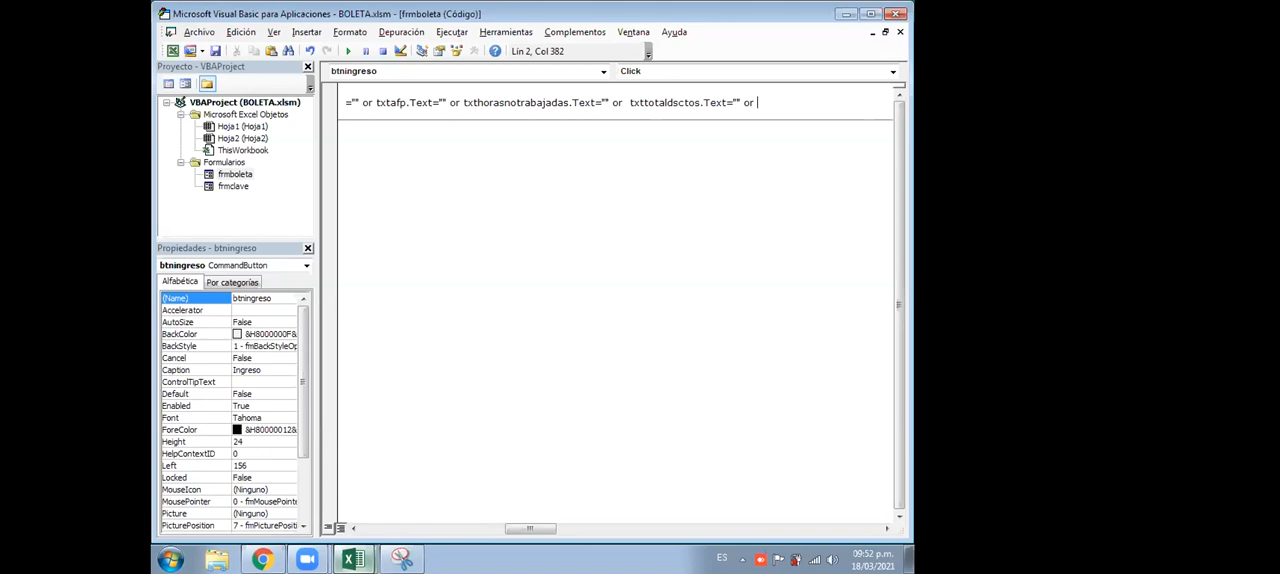 Microsoft Visual Basic para Aplicaciones - BOLETA.xlsm - [frmboleta (Código)]
Archivo Edición Ver Insertar Formato Depuración Ejecutar Herramientas Complementos Ventana Ayuda
Lín 2, Col 382
Proyecto - VBAProject
VBAProject (BOLETA.xlsm)
Microsoft Excel Objetos
Hoja1 (Hoja1)
Hoja2 (Hoja2)
ThisWorkbook
Formularios
frmboleta
frmclave
Propiedades - btningreso
btningreso CommandButton
Alfabética Por categorías
(Name) btningreso
Accelerator
AutoSize False
BackColor &H8000000F&
BackStyle 1 - fmBackStyleOp
Cancel False
Caption Ingreso
ControlTipText
Default False
Enabled True
Font Tahoma
ForeColor &H80000012&
Height 24
HelpContextID 0
Left 156
Locked False
MouseIcon (Ninguno)
MousePointer 0 - fmMousePointe
Picture (Ninguno)
PicturePosition 7 - fmPicturePositi
btningreso Click
="" or txtafp.Text="" or txthorasnotrabajadas.Text="" or txttotaldsctos.Text="" or
ES
09:52 p.m.
18/03/2021